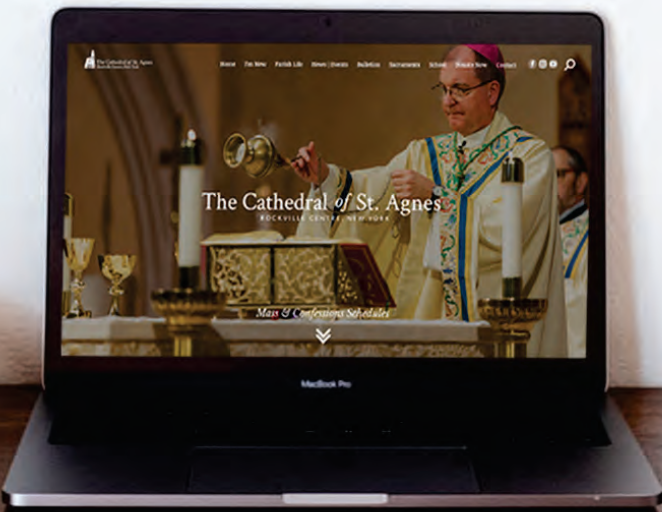 The Cathedral of St. Agnes
Home I'm New Parish Life News | Events Bulletins Sacraments School Donate Now Contact
The Cathedral of St. Agnes
ROCKVILLE CENTRE, NEW YORK
Mass & Confessions Schedules
MacBook Pro